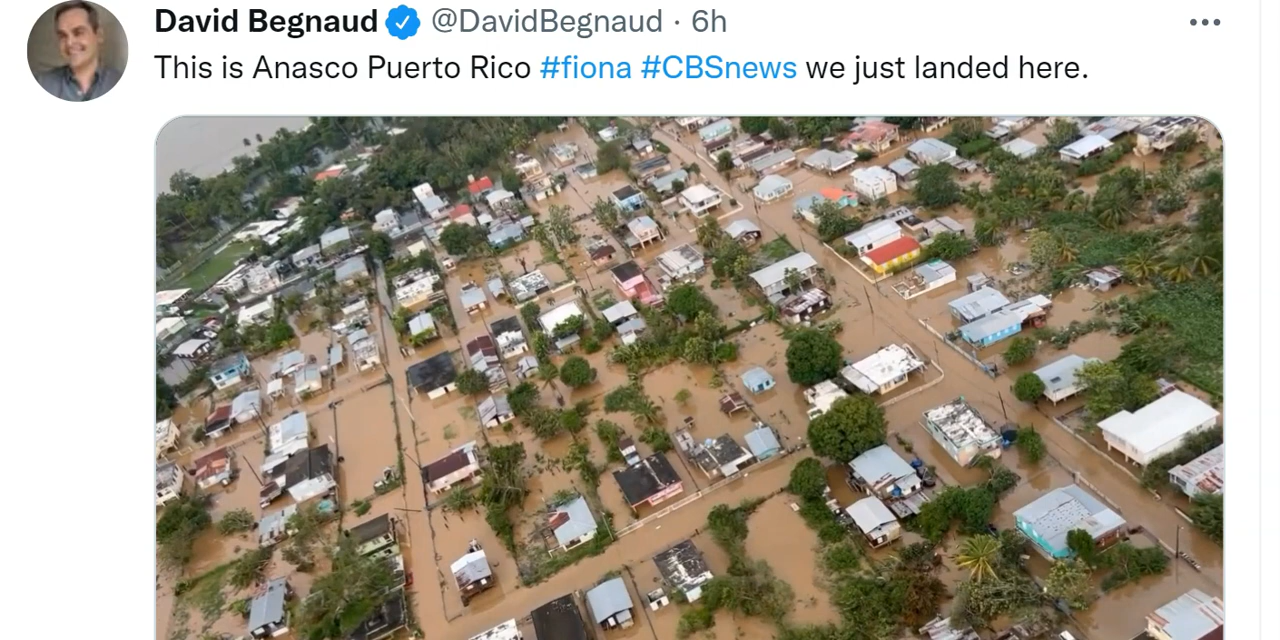 David Begnaud @DavidBegnaud · 6h
This is Anasco Puerto Rico #fiona #CBSnews we just landed here.